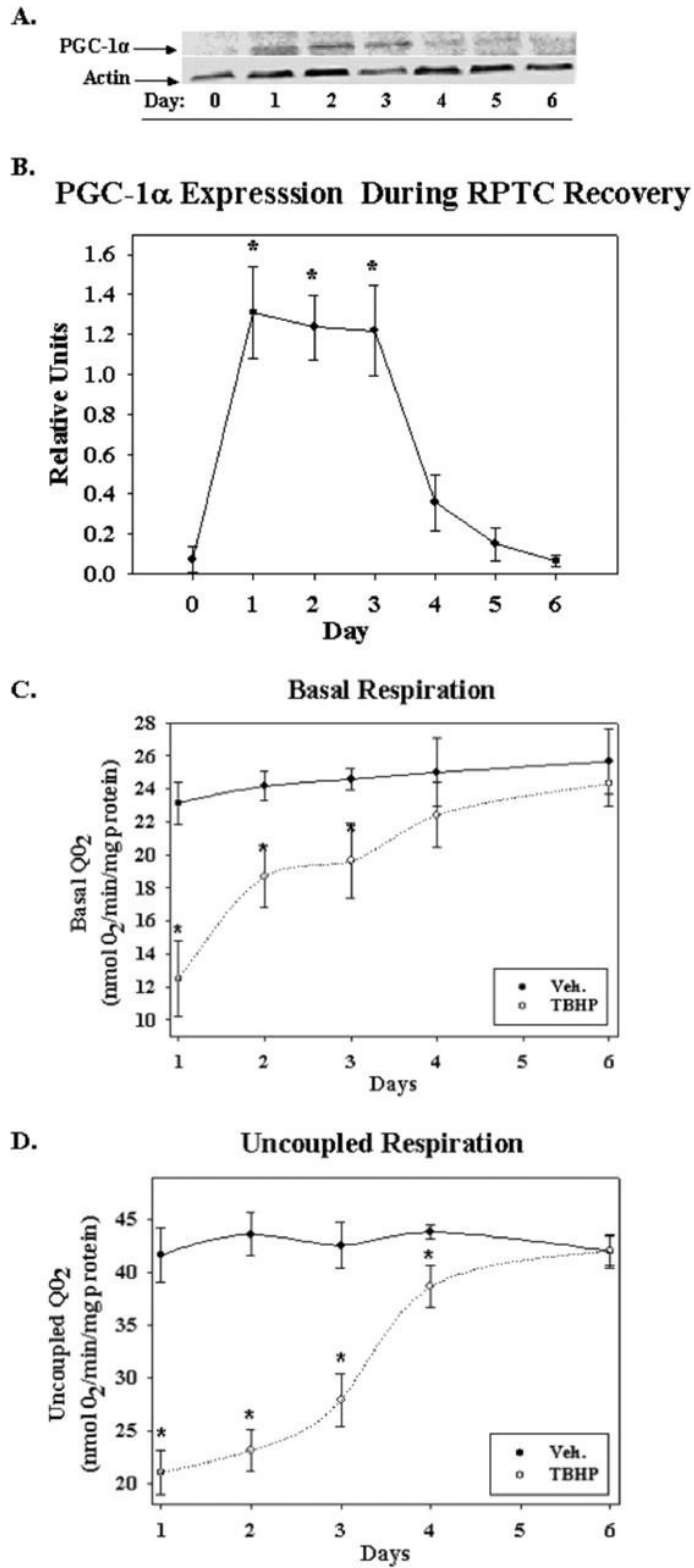 A.
PGC-1α
Actin
Day: 0 1 2 3 4 5 6
B.
PGC-1α Expresssion During RPTC Recovery
1.6
1.4
1.2
1.0
0.8
0.6
0.4
0.2
0.0
Relative Units
*
*
*
0 1 2 3 4 5 6
Day
C.
Basal Respiration
28
26
24
22
20
18
16
14
12
10
Basal Q0₂
(nmol 0₂/min/mg protein)
*
*
*
Veh.
TBHP
1 2 3 4 5 6
Days
D.
Uncoupled Respiration
45
40
35
30
25
20
Uncoupled Q0₂
(nmol 0₂/min/mg protein)
*
*
*
*
Veh.
TBHP
1 2 3 4 5 6
Days